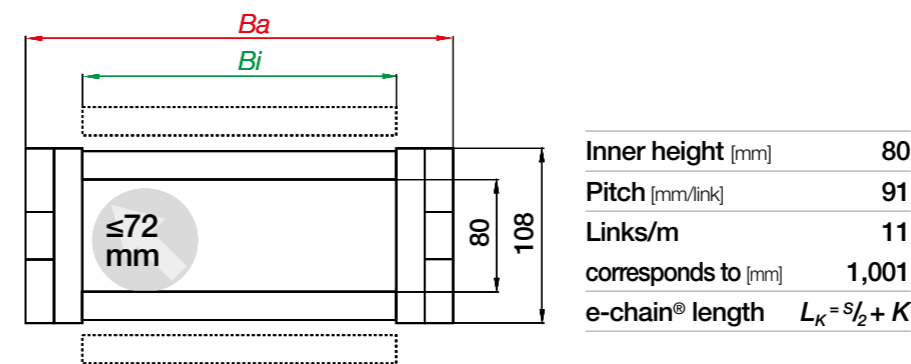 Ba
Bi
≤72
mm
80
108
Inner height [mm] 80
Pitch [mm/link] 91
Links/m 11
corresponds to [mm] 1,001
e-chain® length L_K = S/2 + K